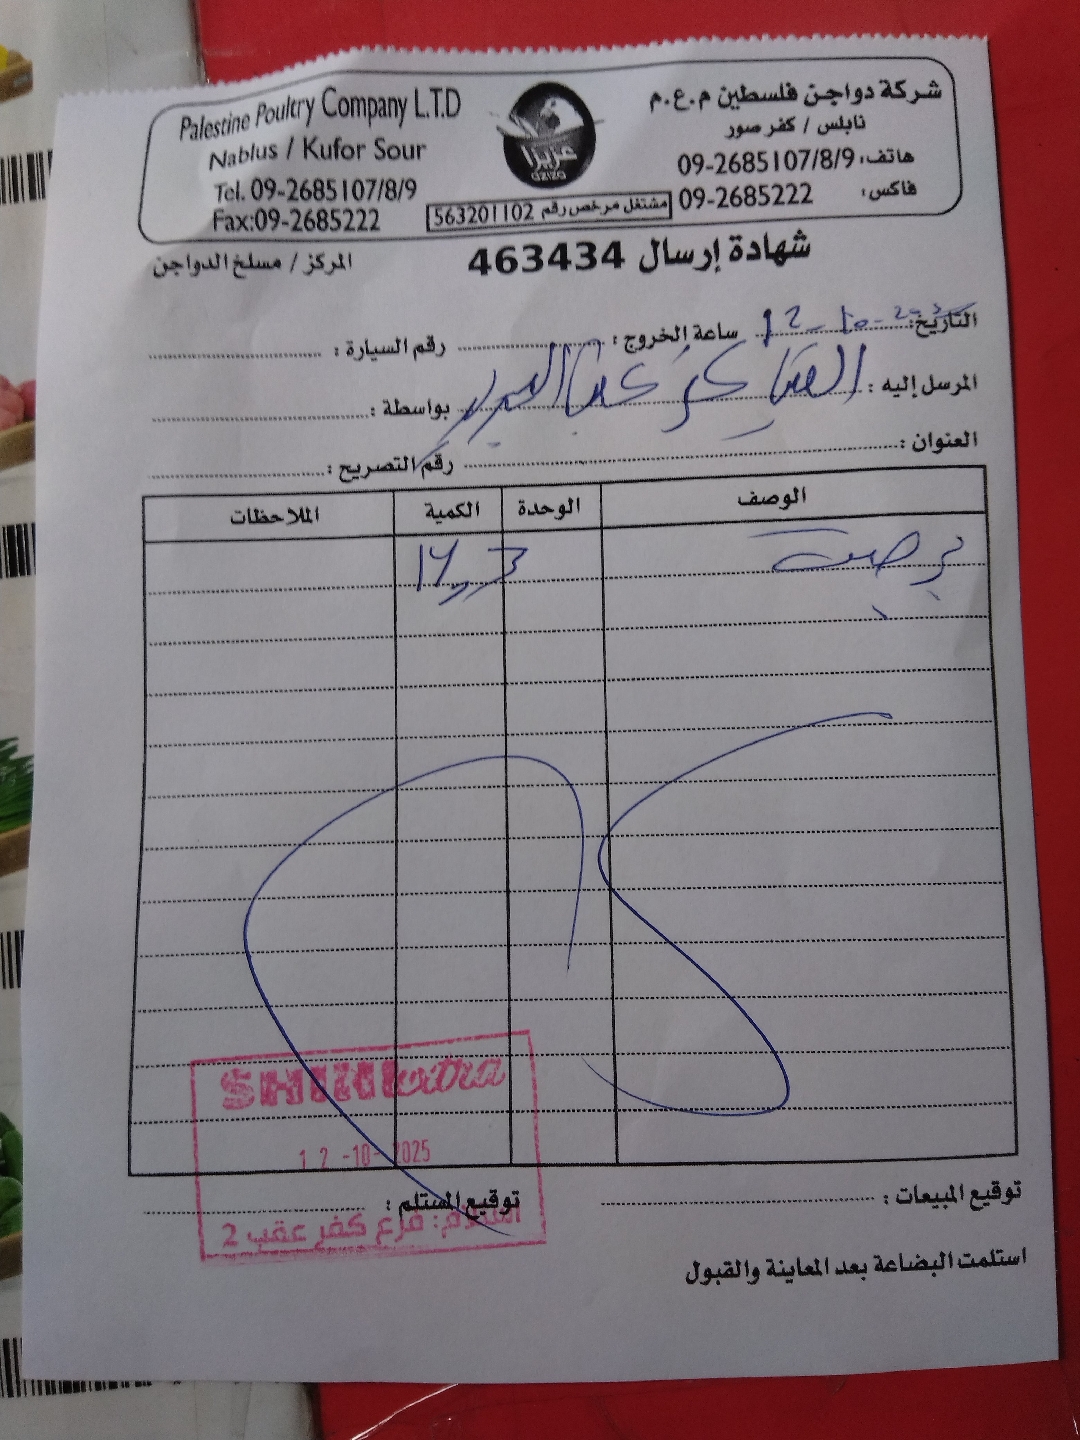 Palestine Poultry Company L.T.D
Nablus / Kufor Sour
Tel. 09-2685107/8/9
Fax:09-2685222
عزيزا
شركة دواجن فلسطين م.ع.م
نابلس / كفر صور
هاتف: 09-2685107/8/9
فاكس: 09-2685222
مشتغل مرخص رقم 563201102
شهادة إرسال 463434
المركز / مسلخ الدواجن
التاريخ: 12-10- ساعة الخروج : رقم السيارة :
المرسل إليه : بواسطة :
العنوان : رقم التصريح :
الوصف الوحدة الكمية الملاحظات
SHINI extra
12-10-2025
استلام: فرع كفر عقب 2
توقيع المبيعات : توقيع المستلم :
استلمت البضاعة بعد المعاينة والقبول